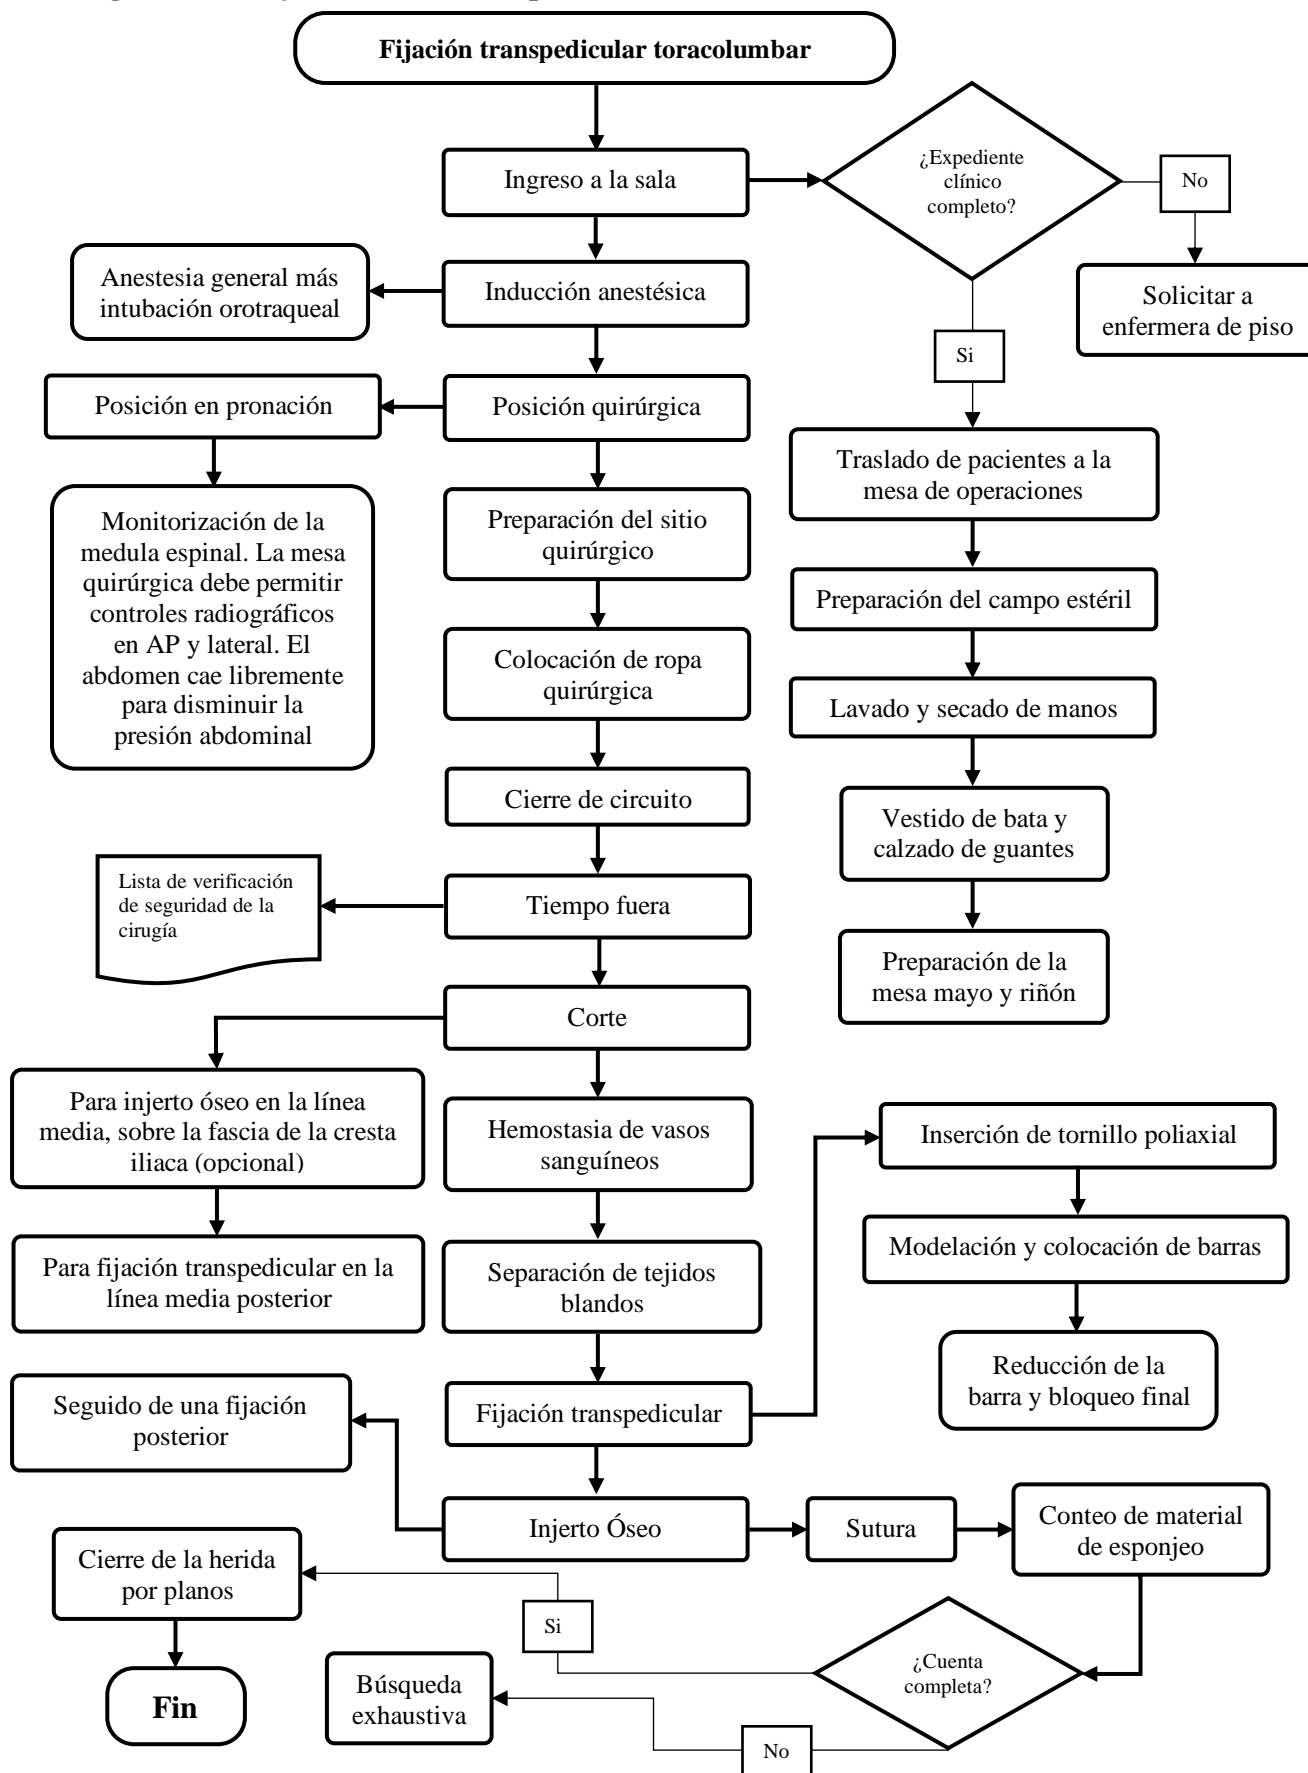 Fijación transpedicular toracolumbar
Ingreso a la sala
¿Expediente
clínico
completo?
No
Solicitar a
enfermera de piso
Si
Anestesia general más
intubación orotraqueal
Inducción anestésica
Posición en pronación
Posición quirúrgica
Traslado de pacientes a la
mesa de operaciones
Monitorización de la
medula espinal. La mesa
quirúrgica debe permitir
controles radiográficos
en AP y lateral. El
abdomen cae libremente
para disminuir la
presión abdominal
Preparación del sitio
quirúrgico
Preparación del campo estéril
Colocación de ropa
quirúrgica
Lavado y secado de manos
Cierre de circuito
Vestido de bata y
calzado de guantes
Lista de verificación
de seguridad de la
cirugía
Tiempo fuera
Preparación de la
mesa mayo y riñón
Corte
Para injerto óseo en la línea
media, sobre la fascia de la cresta
iliaca (opcional)
Hemostasia de vasos
sanguíneos
Inserción de tornillo poliaxial
Para fijación transpedicular en la
línea media posterior
Separación de tejidos
blandos
Modelación y colocación de barras
Reducción de la
barra y bloqueo final
Seguido de una fijación
posterior
Fijación transpedicular
Injerto Óseo
Sutura
Conteo de material
de esponjeo
Cierre de la herida
por planos
Si
¿Cuenta
completa?
Búsqueda
exhaustiva
No
Fin